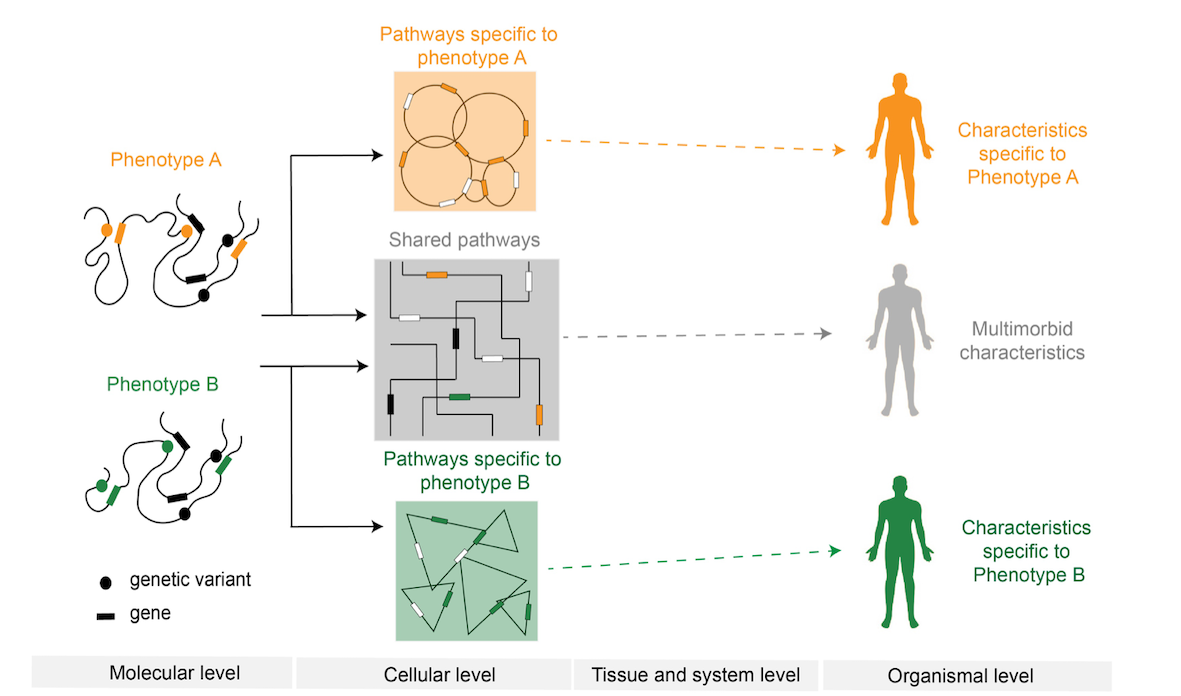 Pathways specific to
phenotype A
Phenotype A
Characteristics
specific to
Phenotype A
Shared pathways
Multimorbid
characteristics
Phenotype B
Pathways specific to
phenotype B
Characteristics
specific to
Phenotype B
genetic variant
gene
Molecular level
Cellular level
Tissue and system level
Organismal level